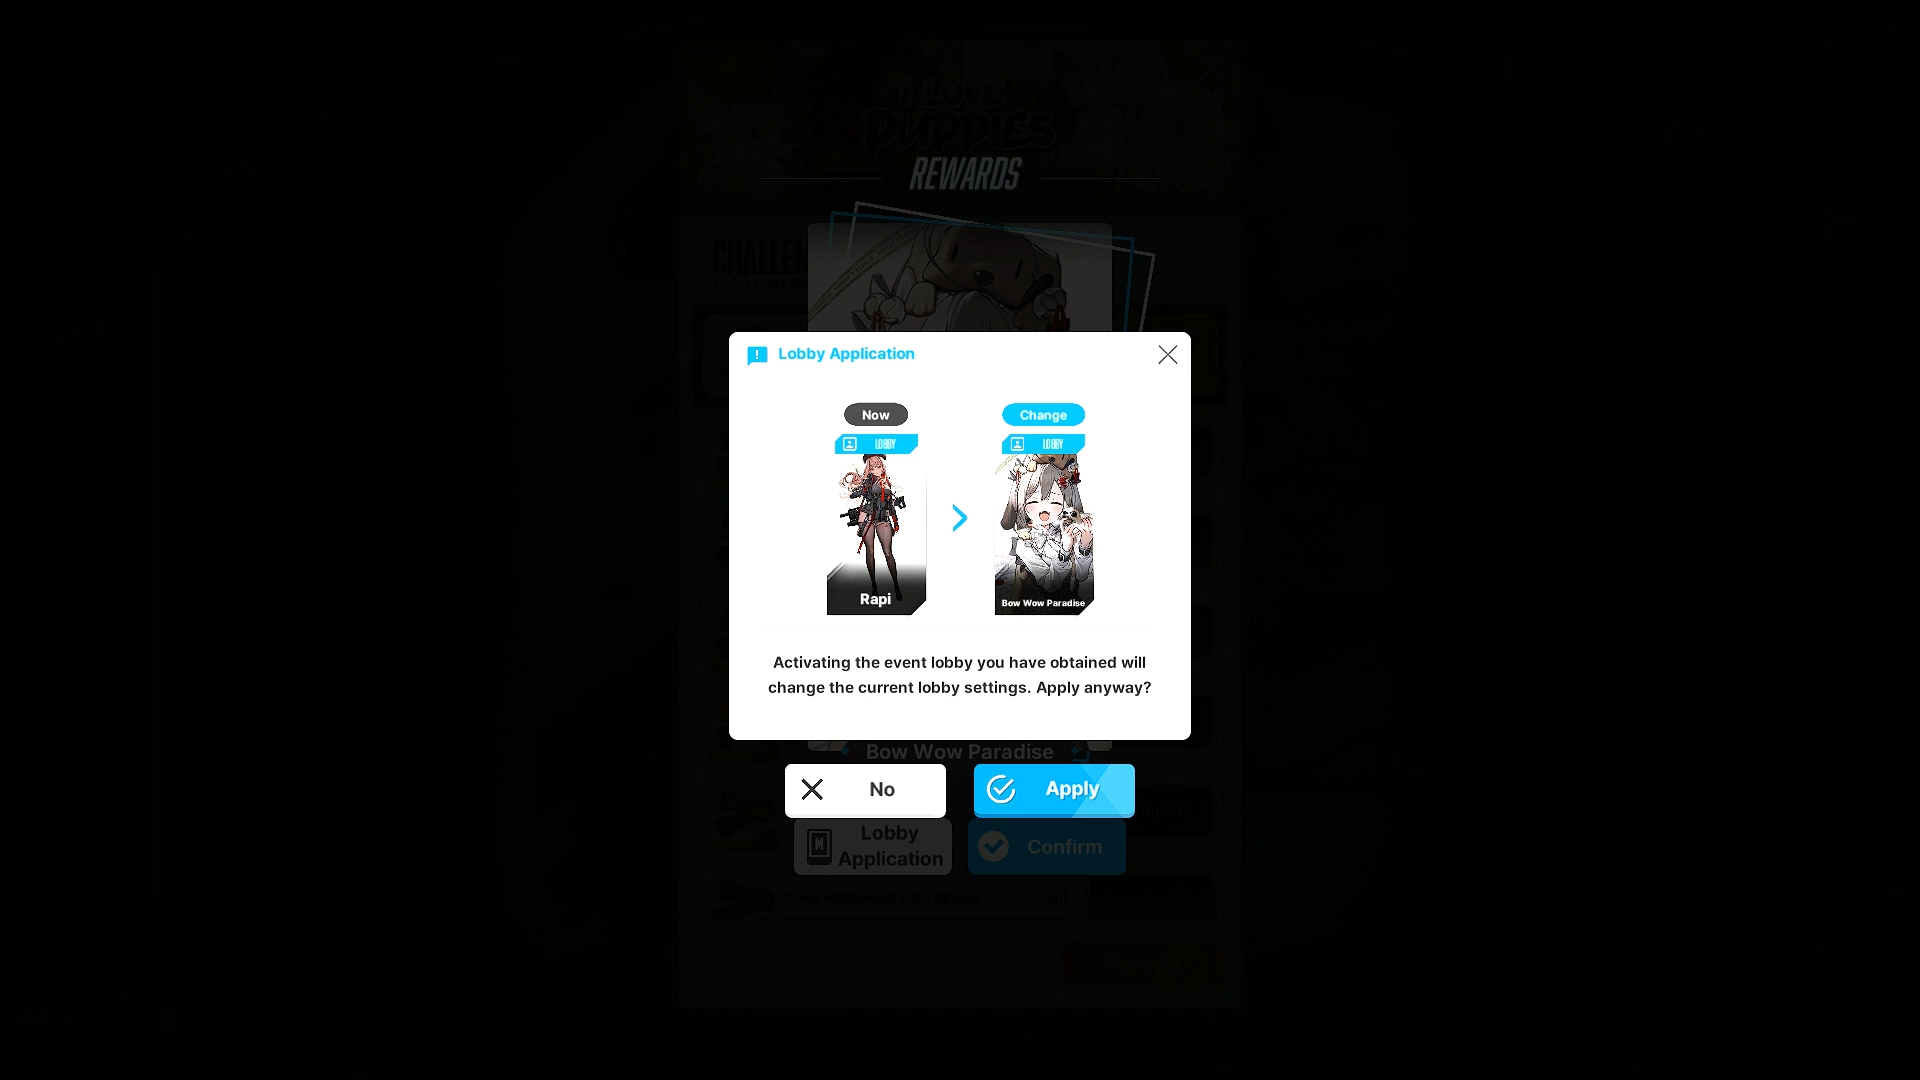 I LOVE
PUPPIES
REWARDS
Lobby Application
Now
Change
LOBBY
LOBBY
Rapi
Bow Wow Paradise
Activating the event lobby you have obtained will
change the current lobby settings. Apply anyway?
Bow Wow Paradise
No
Apply
Lobby
Application
Confirm